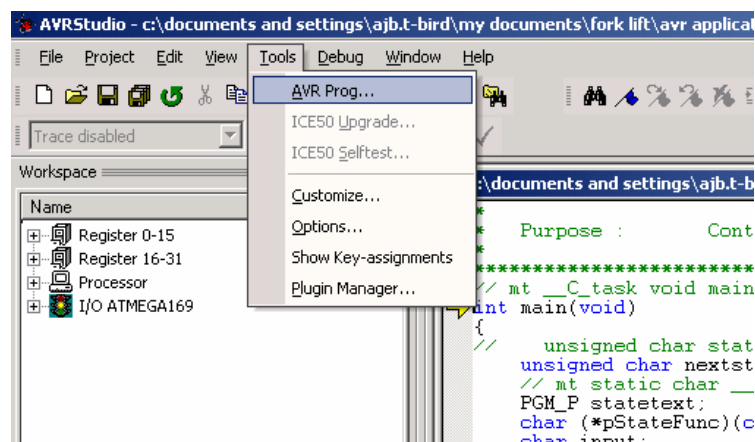 AVRStudio - c:\documents and settings\ajb.t-bird\my documents\fork lift\avr applicat
File Project Edit View Tools Debug Window Help
AVR Prog...
ICE50 Upgrade...
ICE50 Selftest...
Customize...
Options...
Show Key-assignments
Plugin Manager...
Trace disabled
Workspace
Name
Register 0-15
Register 16-31
Processor
I/O ATMEGA169
:\documents and settings\ajb.t-b
*
* Purpose : Cont
*
*************************
// mt __C_task void main
int main(void)
{
// unsigned char stat
unsigned char nextst
// mt static char __
PGM_P statetext;
char (*pStateFunc)(c
char input;